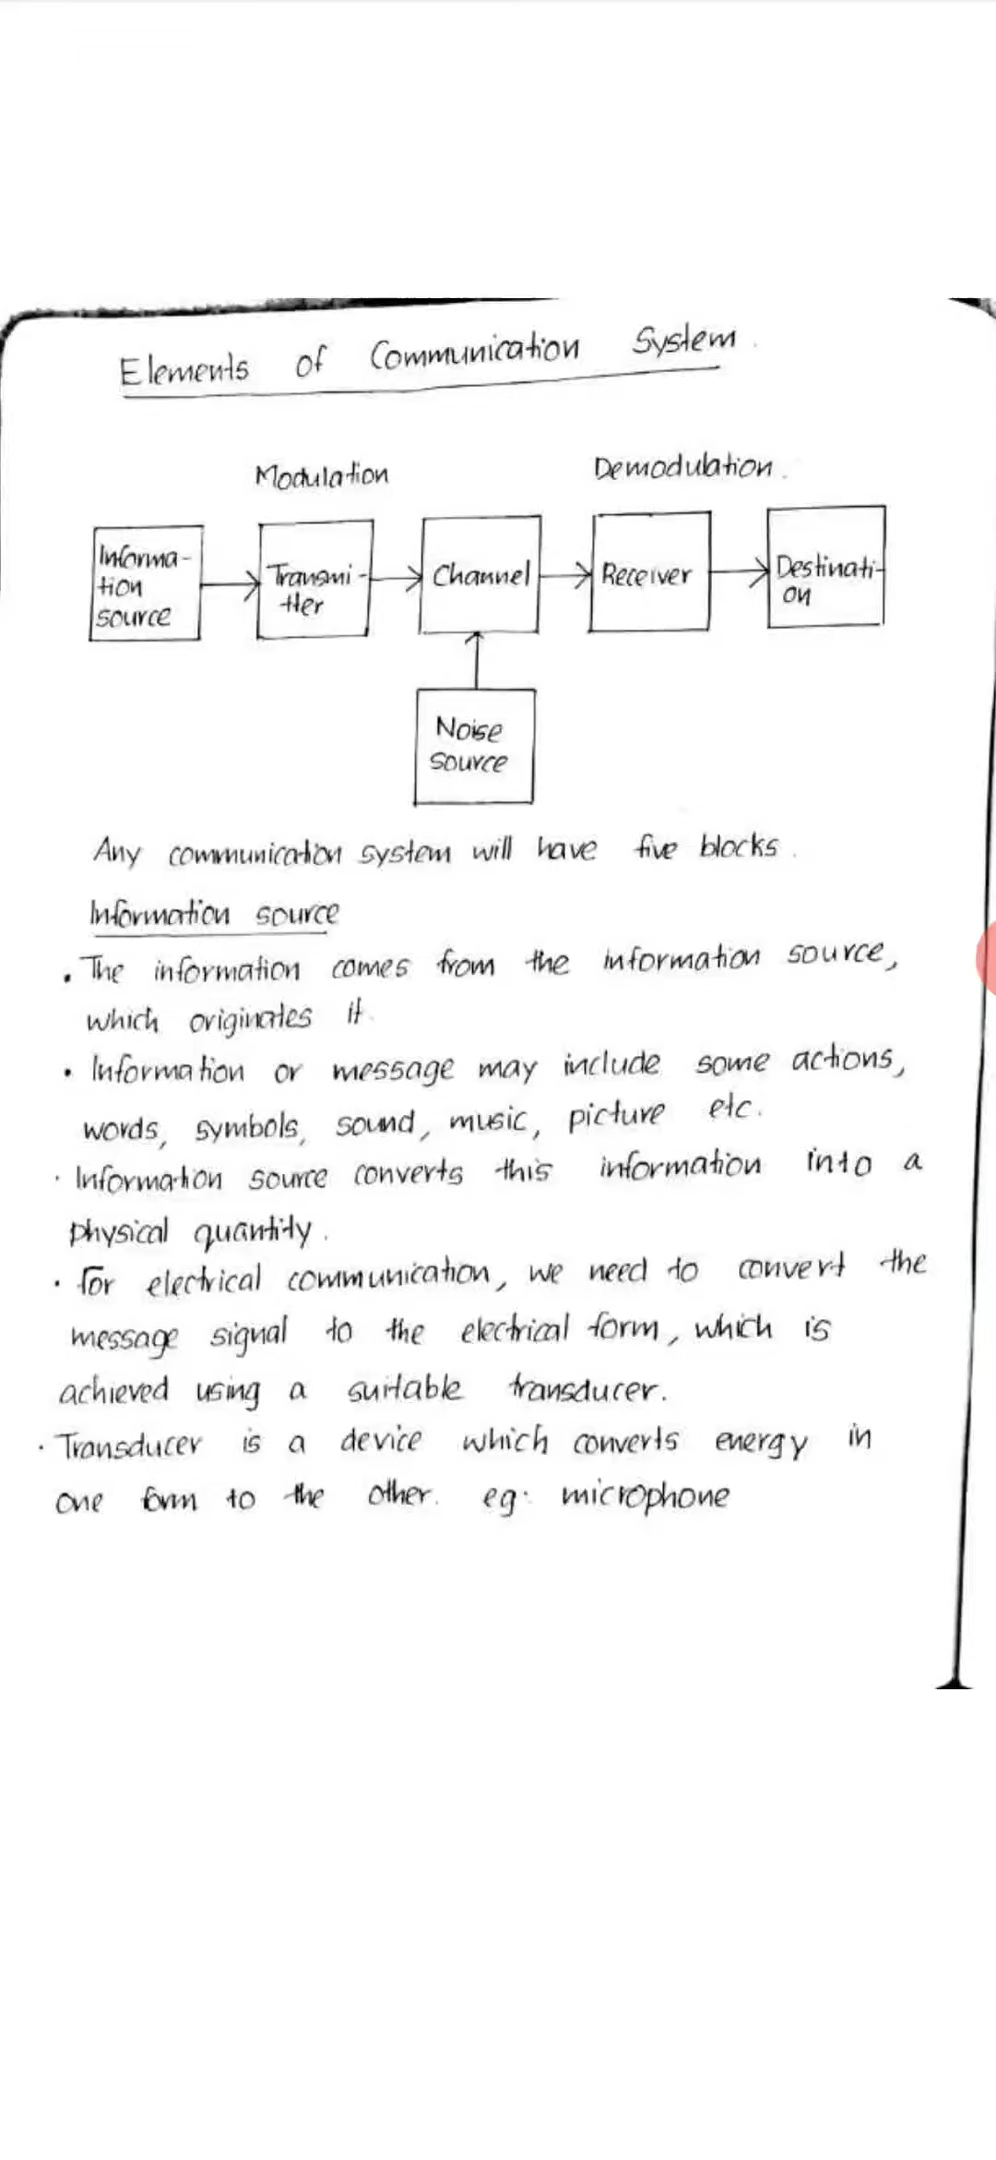 Elements of Communication System.
Modulation
Demodulation.
Informa-
tion
source
Transmi-
tter
Channel
Receiver
Destinati-
on
Noise
source
Any communication system will have five blocks.
Information source
• The information comes from the information source,
which originates it.
• Information or message may include some actions,
words, symbols, sound, music, picture etc.
• Information source converts this information into a
physical quantity.
• For electrical communication, we need to convert the
message signal to the electrical form, which is
achieved using a suitable transducer.
• Transducer is a device which converts energy in
one form to the other. eg: microphone